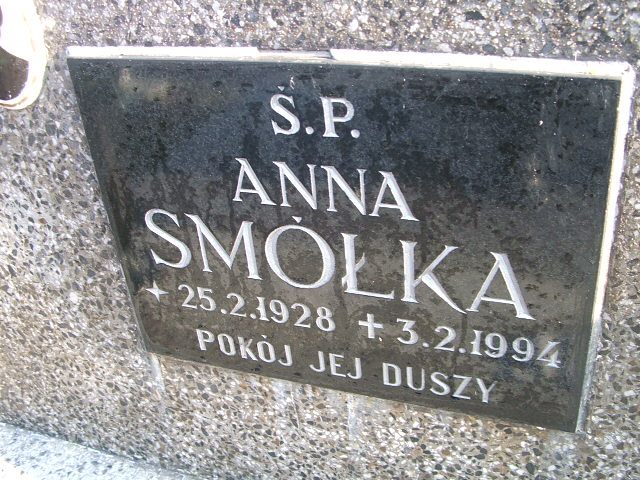 Ś.P.
ANNA
SMÓŁKA
✶ 25.2.1928 ✝ 3.2.1994
POKÓJ JEJ DUSZY